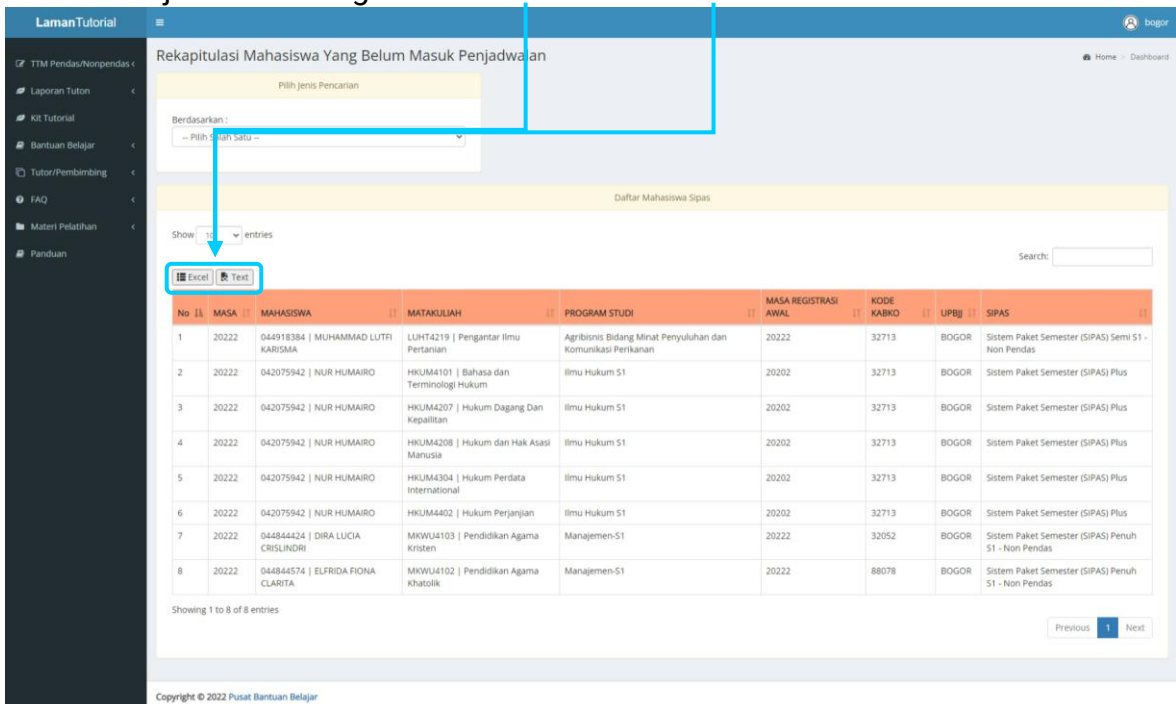 LamanTutorial
bogor
TTM Pendas/Nonpendas
Laporan Tuton
Kit Tutorial
Bantuan Belajar
Tutor/Pembimbing
FAQ
Materi Pelatihan
Panduan
Rekapitulasi Mahasiswa Yang Belum Masuk Penjadwalan
Home > Dashboard
Pilih Jenis Pencarian
Berdasarkan :
-- Pilih Salah Satu --
Daftar Mahasiswa Sipas
Show 10 entries
Search:
Excel Text
No MASA MAHASISWA MATAKULIAH PROGRAM STUDI MASA REGISTRASI AWAL KODE KABKO UPBJJ SIPAS
1 20222 044918384 | MUHAMMAD LUTFI KARISMA LUHT4219 | Pengantar Ilmu Pertanian Agribisnis Bidang Minat Penyuluhan dan Komunikasi Perikanan 20222 32713 BOGOR Sistem Paket Semester (SIPAS) Semi S1 - Non Pendas
2 20222 042075942 | NUR HUMAIRO HKUM4101 | Bahasa dan Terminologi Hukum Ilmu Hukum S1 20202 32713 BOGOR Sistem Paket Semester (SIPAS) Plus
3 20222 042075942 | NUR HUMAIRO HKUM4207 | Hukum Dagang Dan Kepailitan Ilmu Hukum S1 20202 32713 BOGOR Sistem Paket Semester (SIPAS) Plus
4 20222 042075942 | NUR HUMAIRO HKUM4208 | Hukum dan Hak Asasi Manusia Ilmu Hukum S1 20202 32713 BOGOR Sistem Paket Semester (SIPAS) Plus
5 20222 042075942 | NUR HUMAIRO HKUM4304 | Hukum Perdata International Ilmu Hukum S1 20202 32713 BOGOR Sistem Paket Semester (SIPAS) Plus
6 20222 042075942 | NUR HUMAIRO HKUM4402 | Hukum Perjanjian Ilmu Hukum S1 20202 32713 BOGOR Sistem Paket Semester (SIPAS) Plus
7 20222 044844424 | DIRA LUCIA CRISLINDRI MKWU4103 | Pendidikan Agama Kristen Manajemen-S1 20222 32052 BOGOR Sistem Paket Semester (SIPAS) Penuh S1 - Non Pendas
8 20222 044844574 | ELFRIDA FIONA CLARITA MKWU4102 | Pendidikan Agama Khatolik Manajemen-S1 20222 88078 BOGOR Sistem Paket Semester (SIPAS) Penuh S1 - Non Pendas
Showing 1 to 8 of 8 entries
Previous 1 Next
Copyright © 2022 Pusat Bantuan Belajar